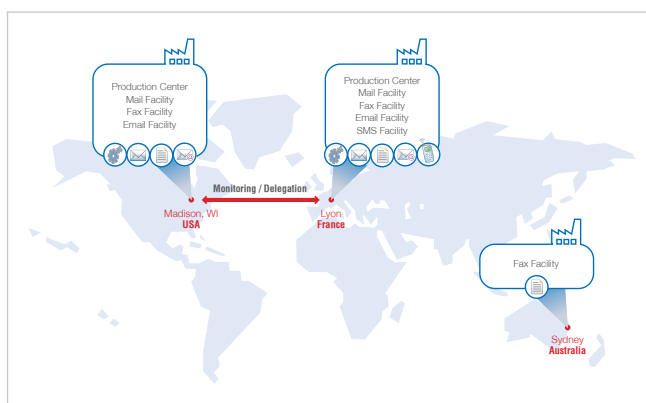 Production Center
Mail Facility
Fax Facility
Email Facility
Production Center
Mail Facility
Fax Facility
Email Facility
SMS Facility
Monitoring / Delegation
Madison, WI
USA
Lyon
France
Fax Facility
Sydney
Australia